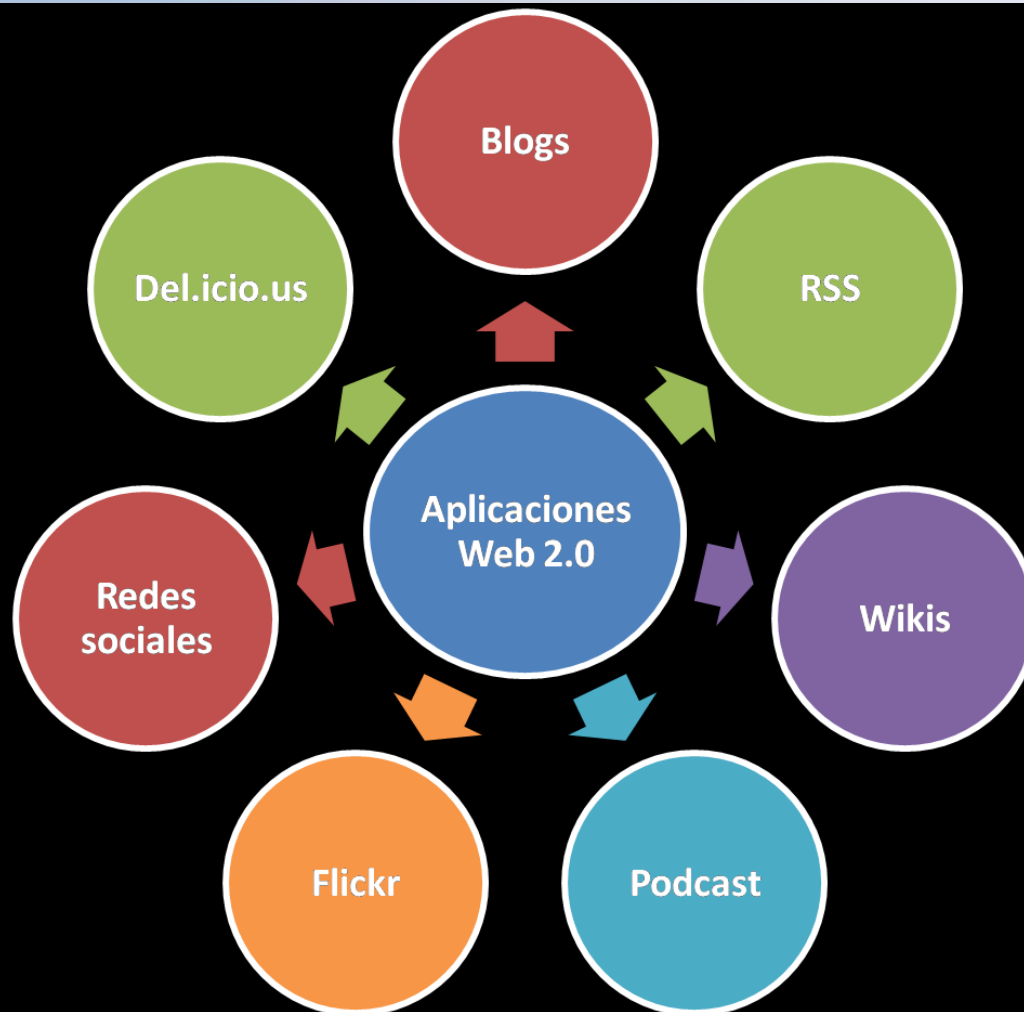 Blogs
Del.icio.us
RSS
Aplicaciones
Web 2.0
Redes
sociales
Wikis
Flickr
Podcast